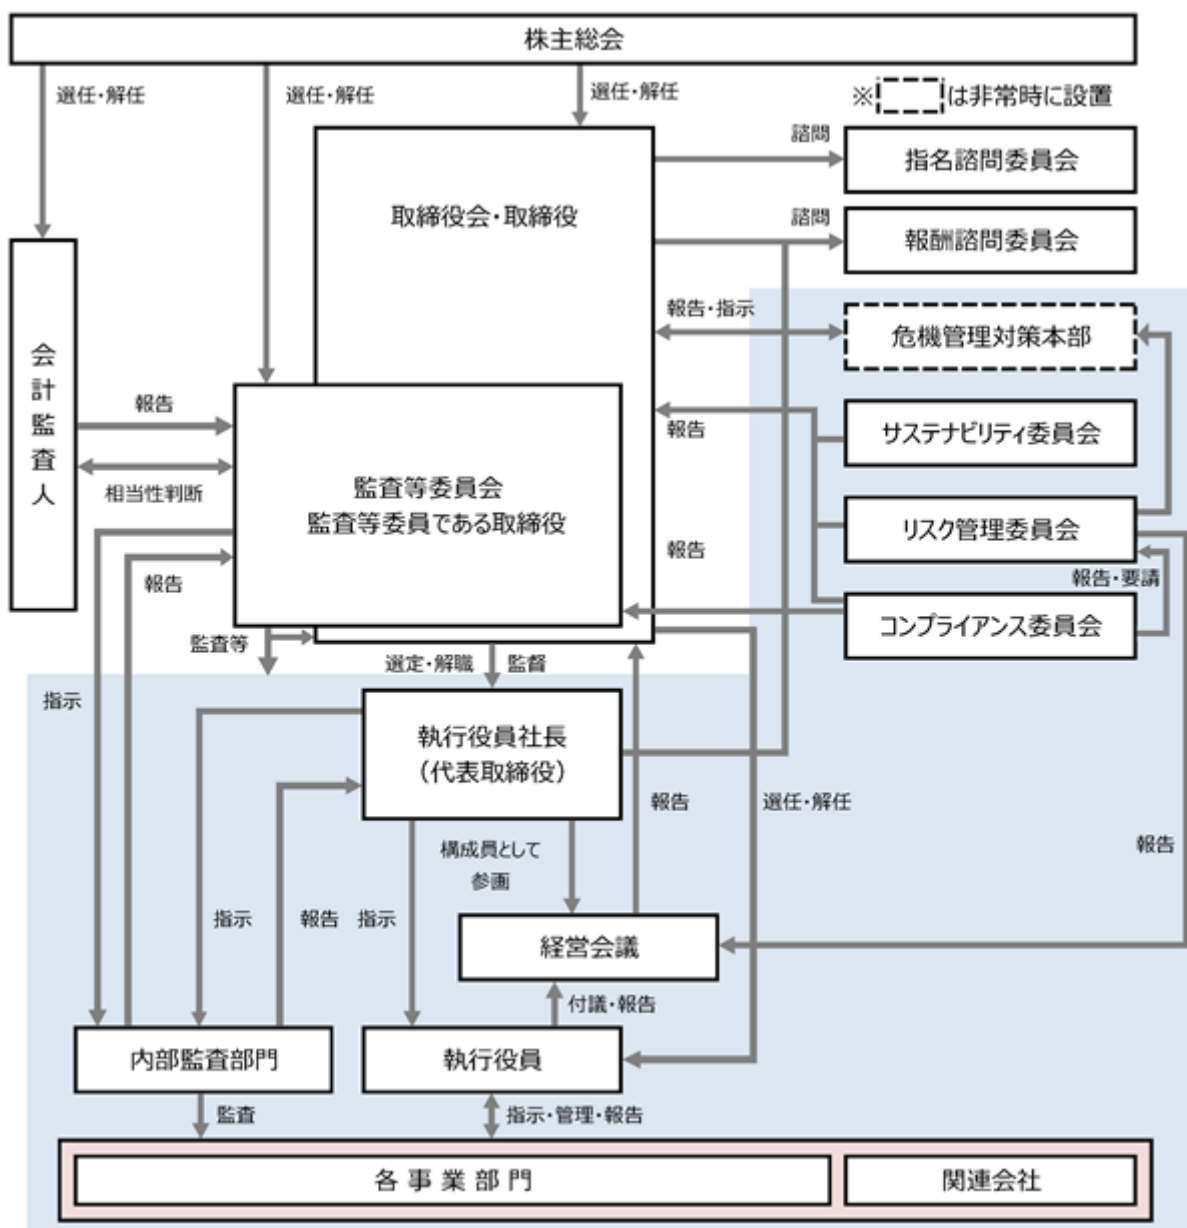 株主総会
選任・解任
選任・解任
選任・解任
※
は非常時に設置
諮問
指名諮問委員会
取締役会・取締役
諮問
報酬諮問委員会
報告・指示
危機管理対策本部
会計監査人
報告
報告
サステナビリティ委員会
相当性判断
監査等委員会
監査等委員である取締役
リスク管理委員会
報告
報告
報告・要請
コンプライアンス委員会
監査等
選定・解職
監督
指示
執行役員社長
（代表取締役）
報告
選任・解任
報告
構成員として
参画
指示
報告
指示
経営会議
付議・報告
内部監査部門
執行役員
監査
指示・管理・報告
各事業部門
関連会社